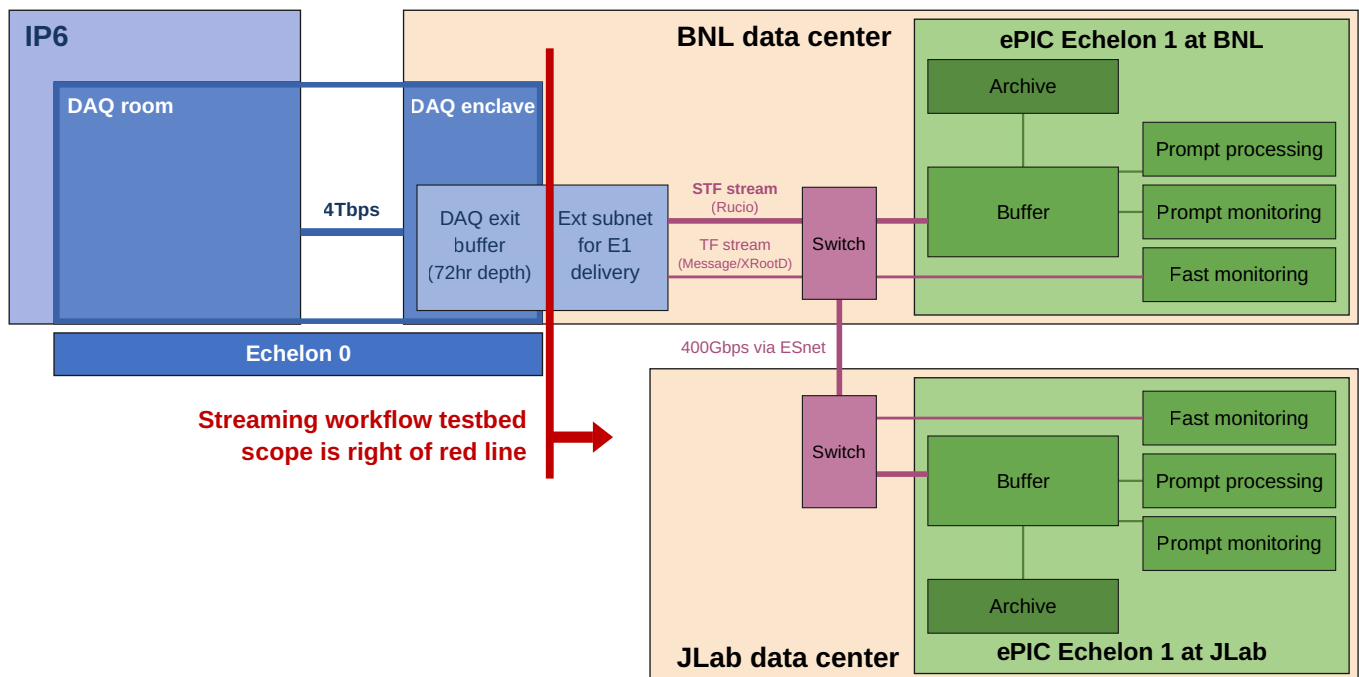 IP6
DAQ room
4Tbps
BNL data center
DAQ enclave
DAQ exit
buffer
(72hr depth)
Ext subnet
for E1
delivery
Echelon 0
STF stream
(Rucio)
TF stream
(Message/XRootD)
Switch
ePIC Echelon 1 at BNL
Archive
Buffer
Prompt processing
Prompt monitoring
Fast monitoring
400Gbps via ESnet
Streaming workflow testbed
scope is right of red line
Switch
Fast monitoring
Buffer
Prompt processing
Prompt monitoring
Archive
ePIC Echelon 1 at JLab
JLab data center